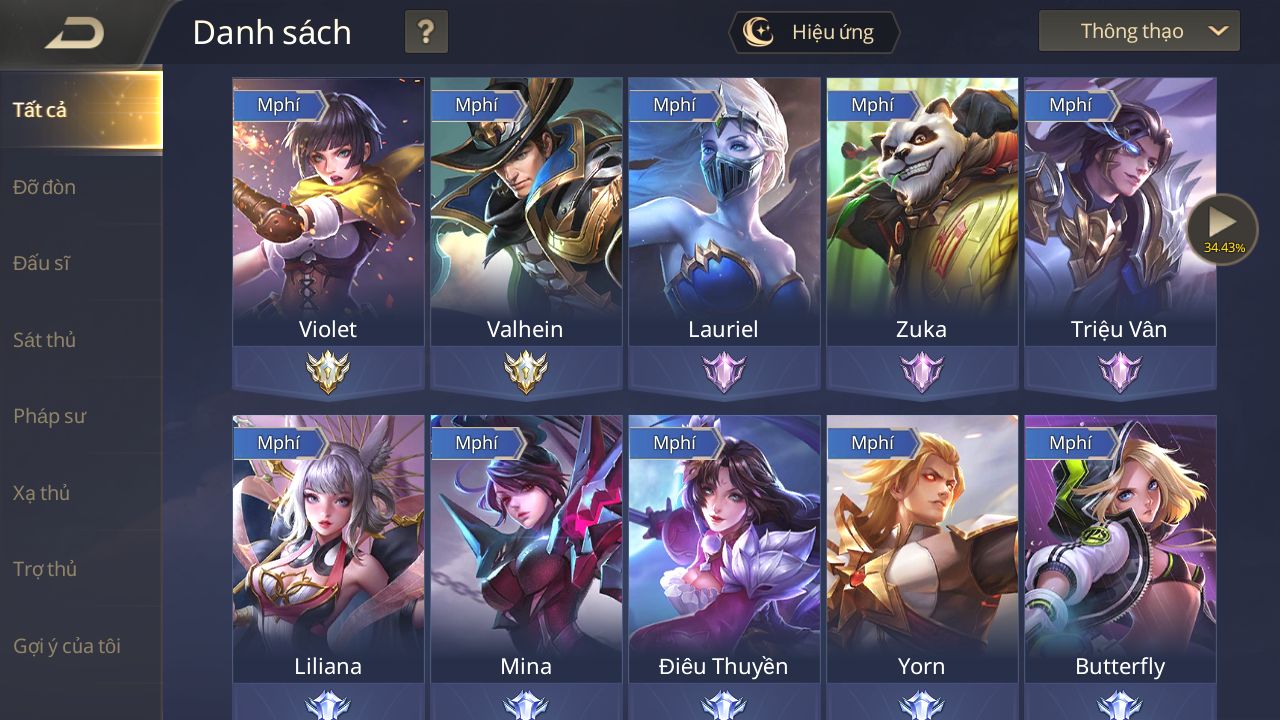 Danh sách
?
Hiệu ứng
Thông thạo
Tất cả
Đỡ đòn
Đấu sĩ
Sát thủ
Pháp sư
Xạ thủ
Trợ thủ
Gợi ý của tôi
Mphí
Mphí
Mphí
Mphí
Mphí
34.43%
Violet
Valhein
Lauriel
Zuka
Triệu Vân
Mphí
Mphí
Mphí
Mphí
Mphí
Liliana
Mina
Điêu Thuyền
Yorn
Butterfly